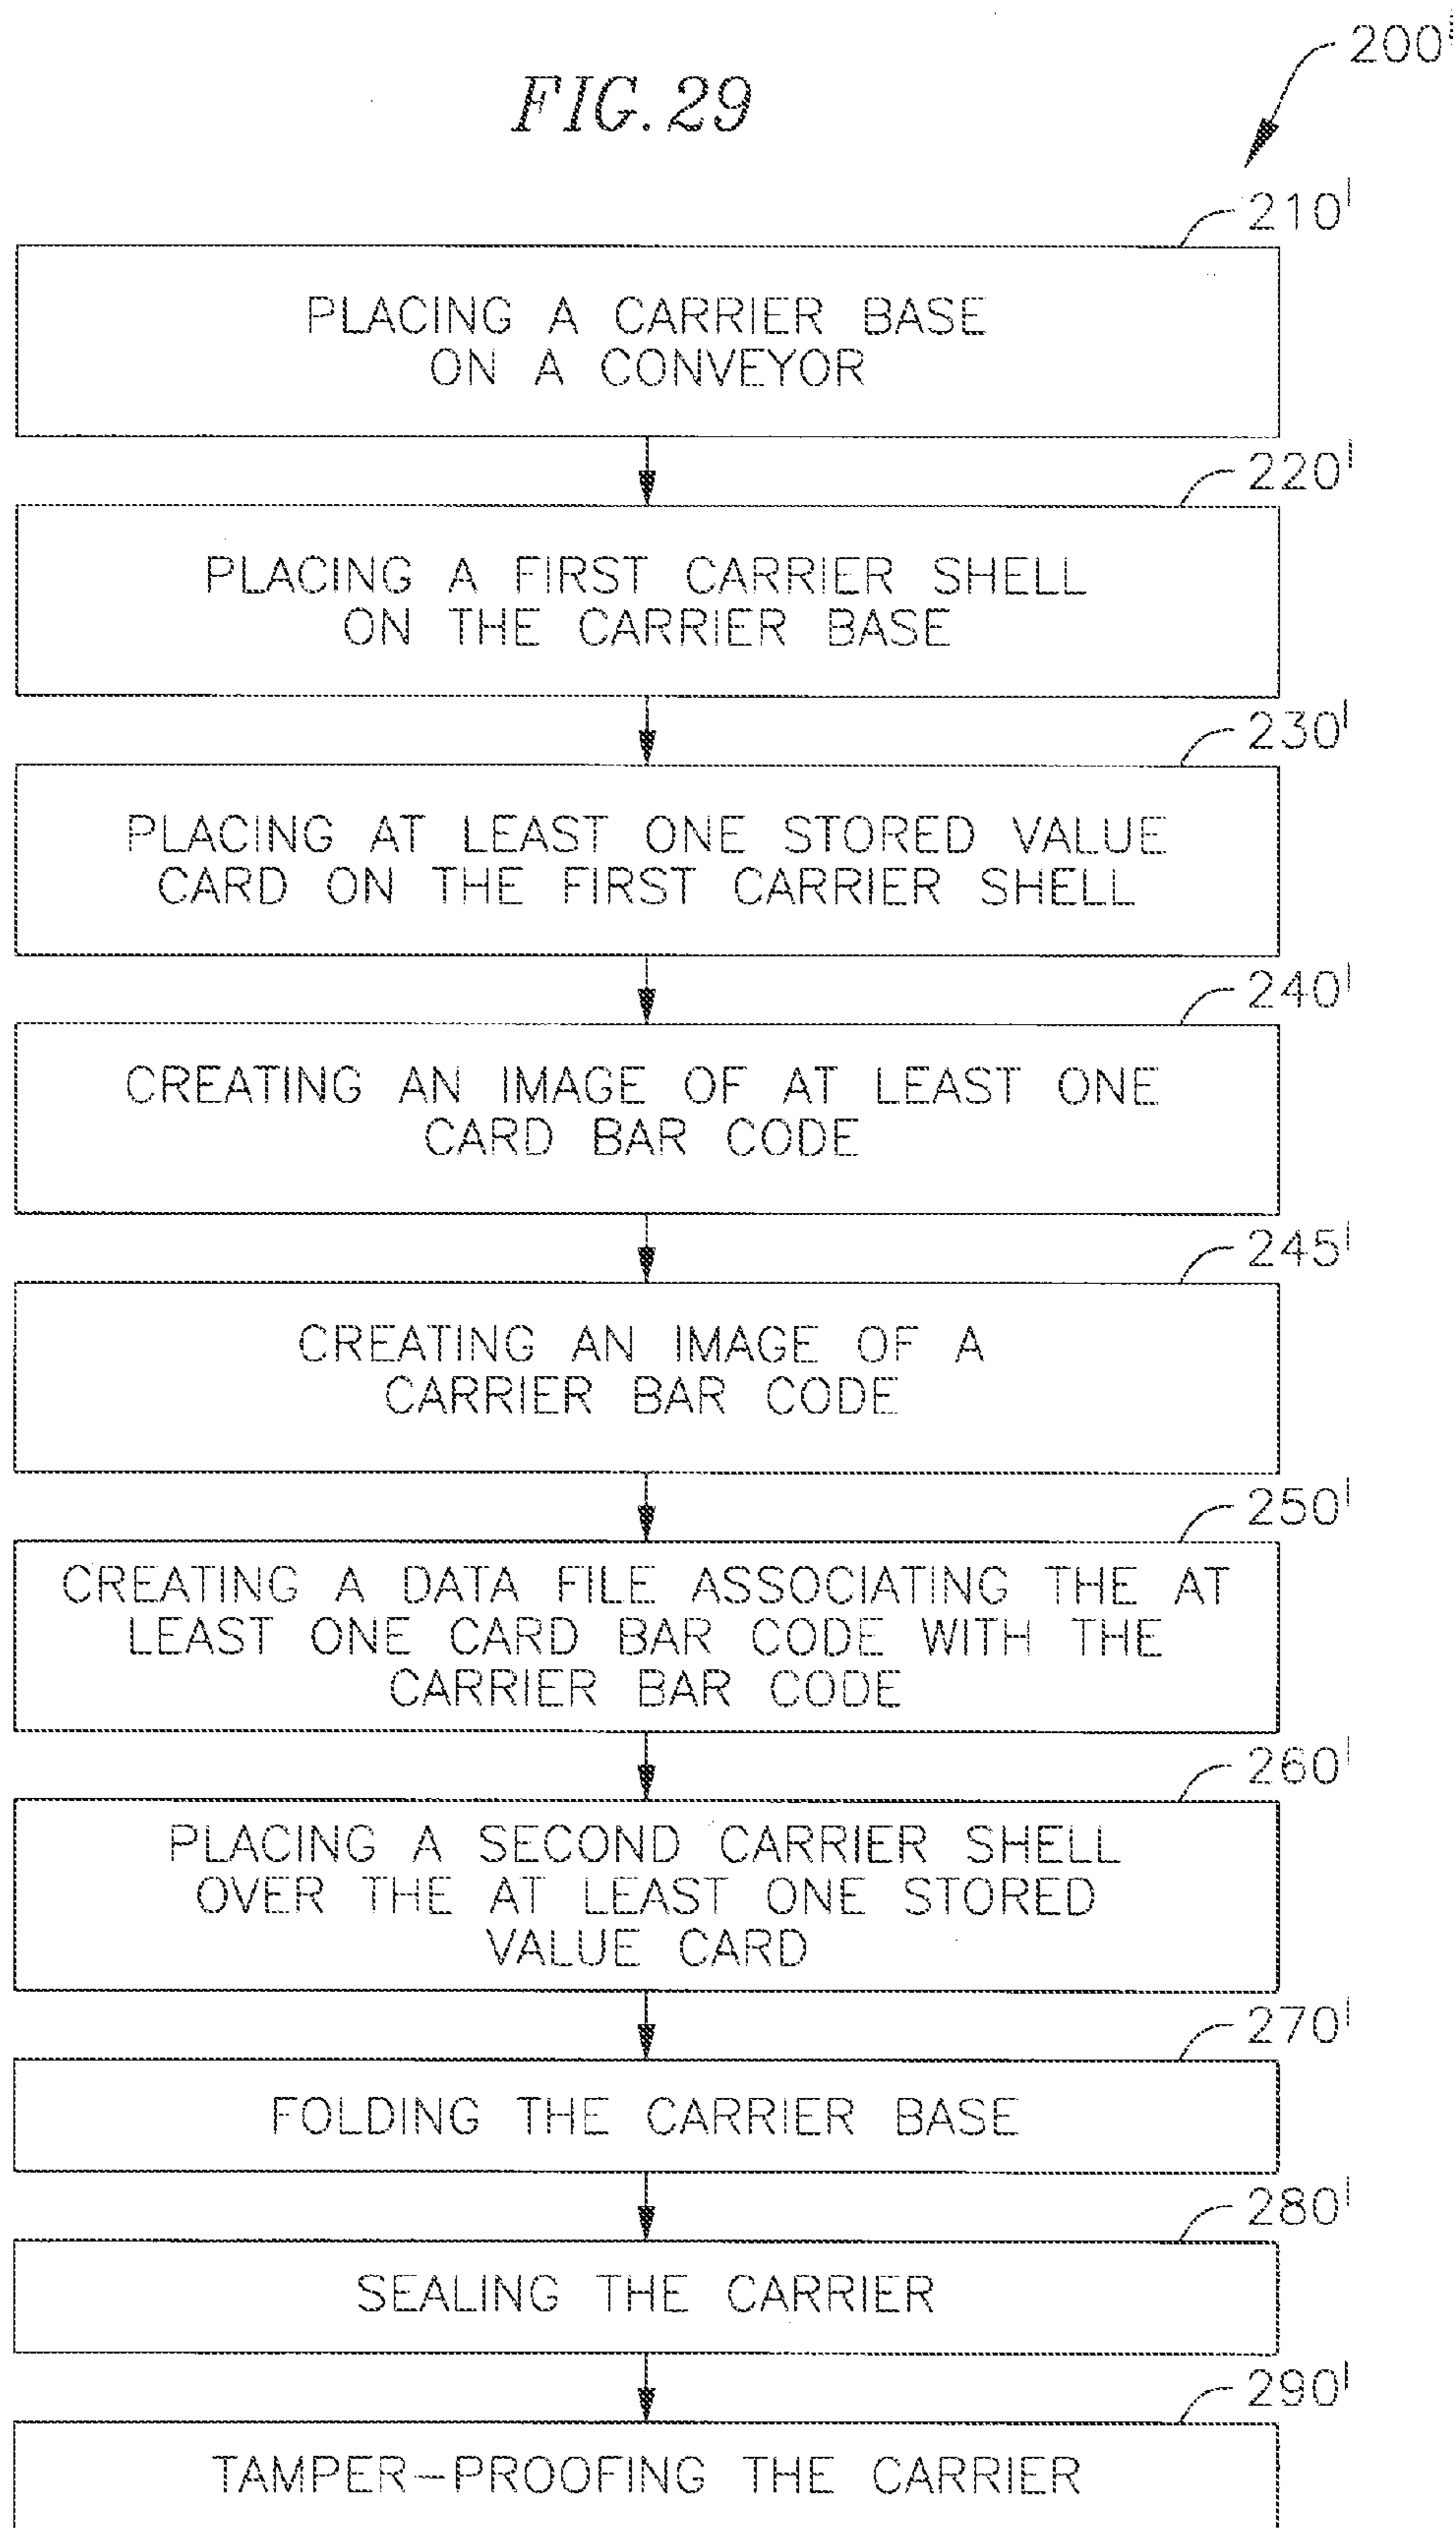 FIG. 29
200'
210'
PLACING A CARRIER BASE
ON A CONVEYOR
220'
PLACING A FIRST CARRIER SHELL
ON THE CARRIER BASE
230'
PLACING AT LEAST ONE STORED VALUE
CARD ON THE FIRST CARRIER SHELL
240'
CREATING AN IMAGE OF AT LEAST ONE
CARD BAR CODE
245'
CREATING AN IMAGE OF A
CARRIER BAR CODE
250'
CREATING A DATA FILE ASSOCIATING THE AT
LEAST ONE CARD BAR CODE WITH THE
CARRIER BAR CODE
260'
PLACING A SECOND CARRIER SHELL
OVER THE AT LEAST ONE STORED
VALUE CARD
270'
FOLDING THE CARRIER BASE
280'
SEALING THE CARRIER
290'
TAMPER-PROOFING THE CARRIER